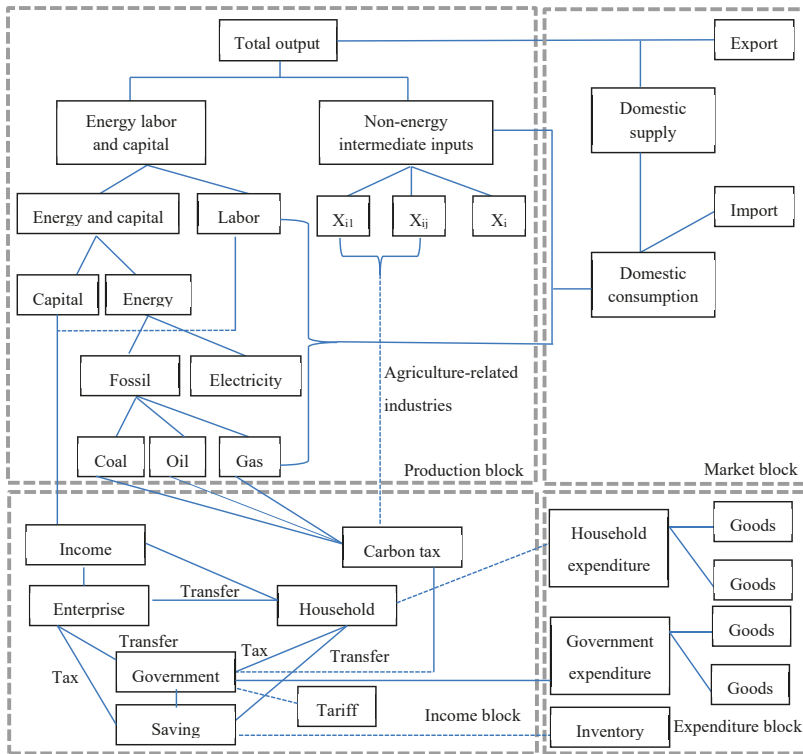 Total output
Export
Energy labor
and capital
Non-energy
intermediate inputs
Domestic
supply
Energy and capital
Labor
Xi1
Xij
Xi
Import
Capital
Energy
Domestic
consumption
Fossil
Electricity
Agriculture-related
industries
Coal
Oil
Gas
Production block
Market block
Income
Carbon tax
Household
expenditure
Goods
Goods
Enterprise
Transfer
Household
Transfer
Tax
Tax
Transfer
Government
Government
expenditure
Goods
Goods
Saving
Tariff
Income block
Inventory
Expenditure block